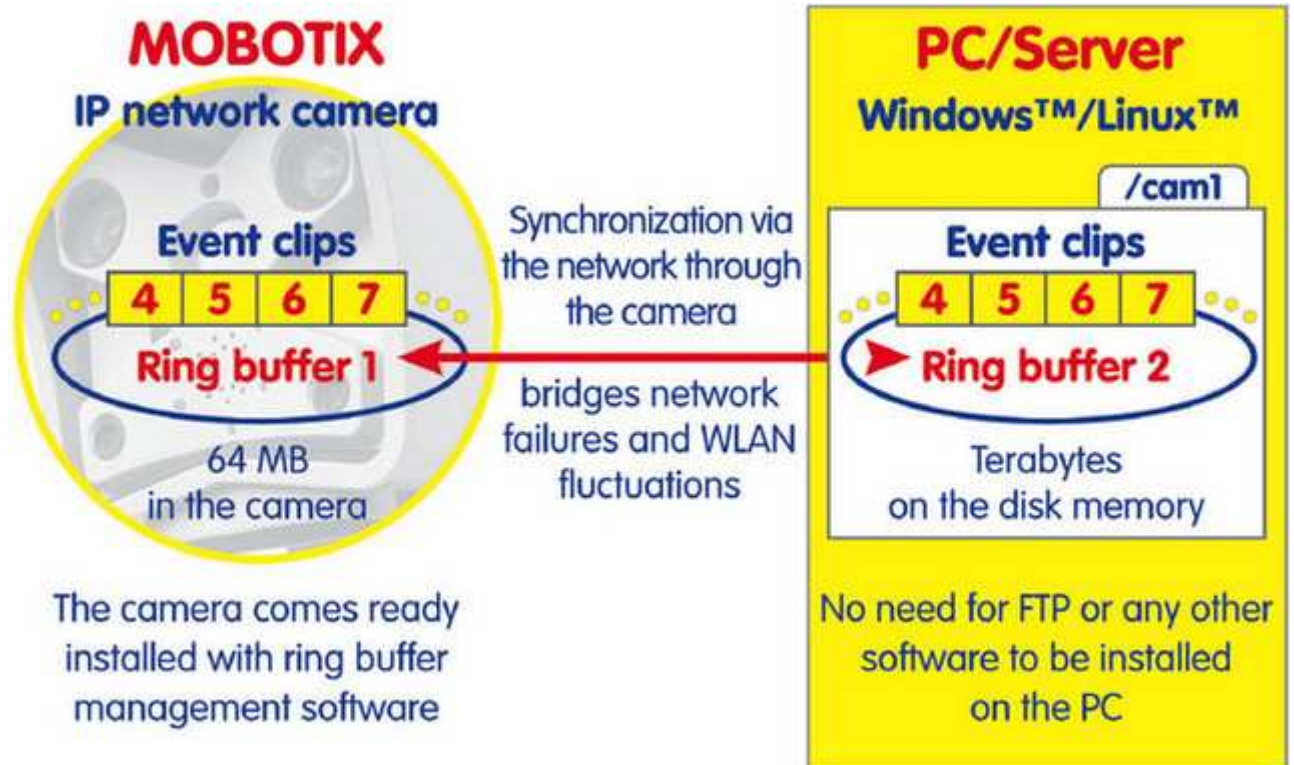 MOBOTIX
IP network camera
Event clips
4 5 6 7
Ring buffer 1
64 MB
in the camera
The camera comes ready
installed with ring buffer
management software
Synchronization via
the network through
the camera
bridges network
failures and WLAN
fluctuations
PC/Server
Windows™/Linux™
/cam1
Event clips
4 5 6 7
Ring buffer 2
Terabytes
on the disk memory
No need for FTP or any other
software to be installed
on the PC